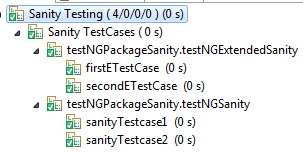 Sanity Testing ( 4/0/0/0 ) (0 s)
Sanity TestCases ( 0 s)
testNGPackageSanity.testNGExtendedSanity
firstETestCase (0 s)
secondETestCase (0 s)
testNGPackageSanity.testNGSanity
sanityTestcase1 (0 s)
sanityTestcase2 (0 s)